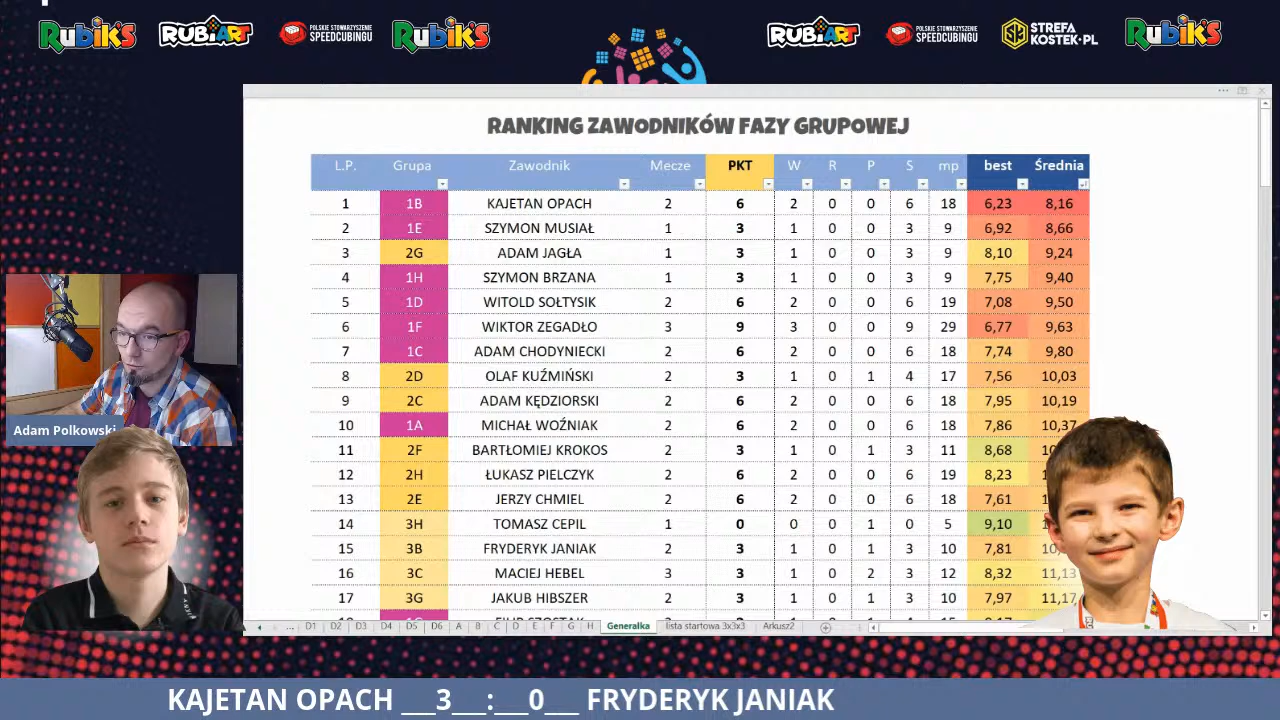 RUBIK'S RUBIART POLSKIE STOWARZYSZENIE SPEEDCUBINGU RUBIK'S RUBIART POLSKIE STOWARZYSZENIE SPEEDCUBINGU STREFA KOSTEK.PL RUBIK'S
RANKING ZAWODNIKÓW FAZY GRUPOWEJ
L.P. Grupa Zawodnik Mecze PKT W R P S mp best Średnia
1 1B KAJETAN OPACH 2 6 2 0 0 6 18 6,23 8,16
2 1E SZYMON MUSIAŁ 1 3 1 0 0 3 9 6,92 8,66
3 2G ADAM JAGŁA 1 3 1 0 0 3 9 8,10 9,24
4 1H SZYMON BRZANA 1 3 1 0 0 3 9 7,75 9,40
5 1D WITOLD SOŁTYSIK 2 6 2 0 0 6 19 7,08 9,50
6 1F WIKTOR ZEGADŁO 3 9 3 0 0 9 29 6,77 9,63
7 1C ADAM CHODYNIECKI 2 6 2 0 0 6 18 7,74 9,80
8 2D OLAF KUŹMIŃSKI 2 3 1 0 1 4 17 7,56 10,03
9 2C ADAM KĘDZIORSKI 2 6 2 0 0 6 18 7,95 10,19
10 1A MICHAŁ WOŹNIAK 2 6 2 0 0 6 18 7,86 10,37
11 2F BARTŁOMIEJ KROKOS 2 3 1 0 1 3 11 8,68
12 2H ŁUKASZ PIELCZYK 2 6 2 0 0 6 19 8,23
13 2E JERZY CHMIEL 2 6 2 0 0 6 18 7,61
14 3H TOMASZ CEPIL 1 0 0 0 1 0 5 9,10
15 3B FRYDERYK JANIAK 2 3 1 0 1 3 10 7,81
16 3C MACIEJ HEBEL 3 3 1 0 2 3 12 8,32 11,13
17 3G JAKUB HIBSZER 2 3 1 0 1 3 10 7,97 11,17
Adam Polkowski
... D1 D2 D3 D4 D5 D6 A B C D E F G H Generałka lista startowa 3x3x3 Arkusz2
KAJETAN OPACH ___3___:___0___ FRYDERYK JANIAK